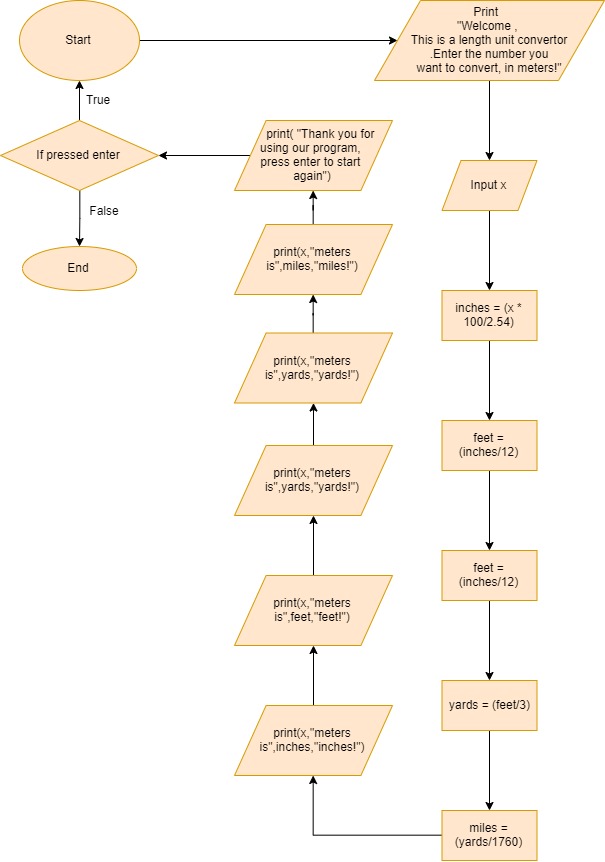 Start
Print
"Welcome ,
This is a length unit convertor
.Enter the number you
want to convert, in meters!"
Input x
inches = (x *
100/2.54)
feet =
(inches/12)
feet =
(inches/12)
yards = (feet/3)
miles =
(yards/1760)
print(x,"meters
is",inches,"inches!")
print(x,"meters
is",feet,"feet!")
print(x,"meters
is",yards,"yards!")
print(x,"meters
is",yards,"yards!")
print(x,"meters
is",miles,"miles!")
print( "Thank you for
using our program,
press enter to start
again")
If pressed enter
True
False
End